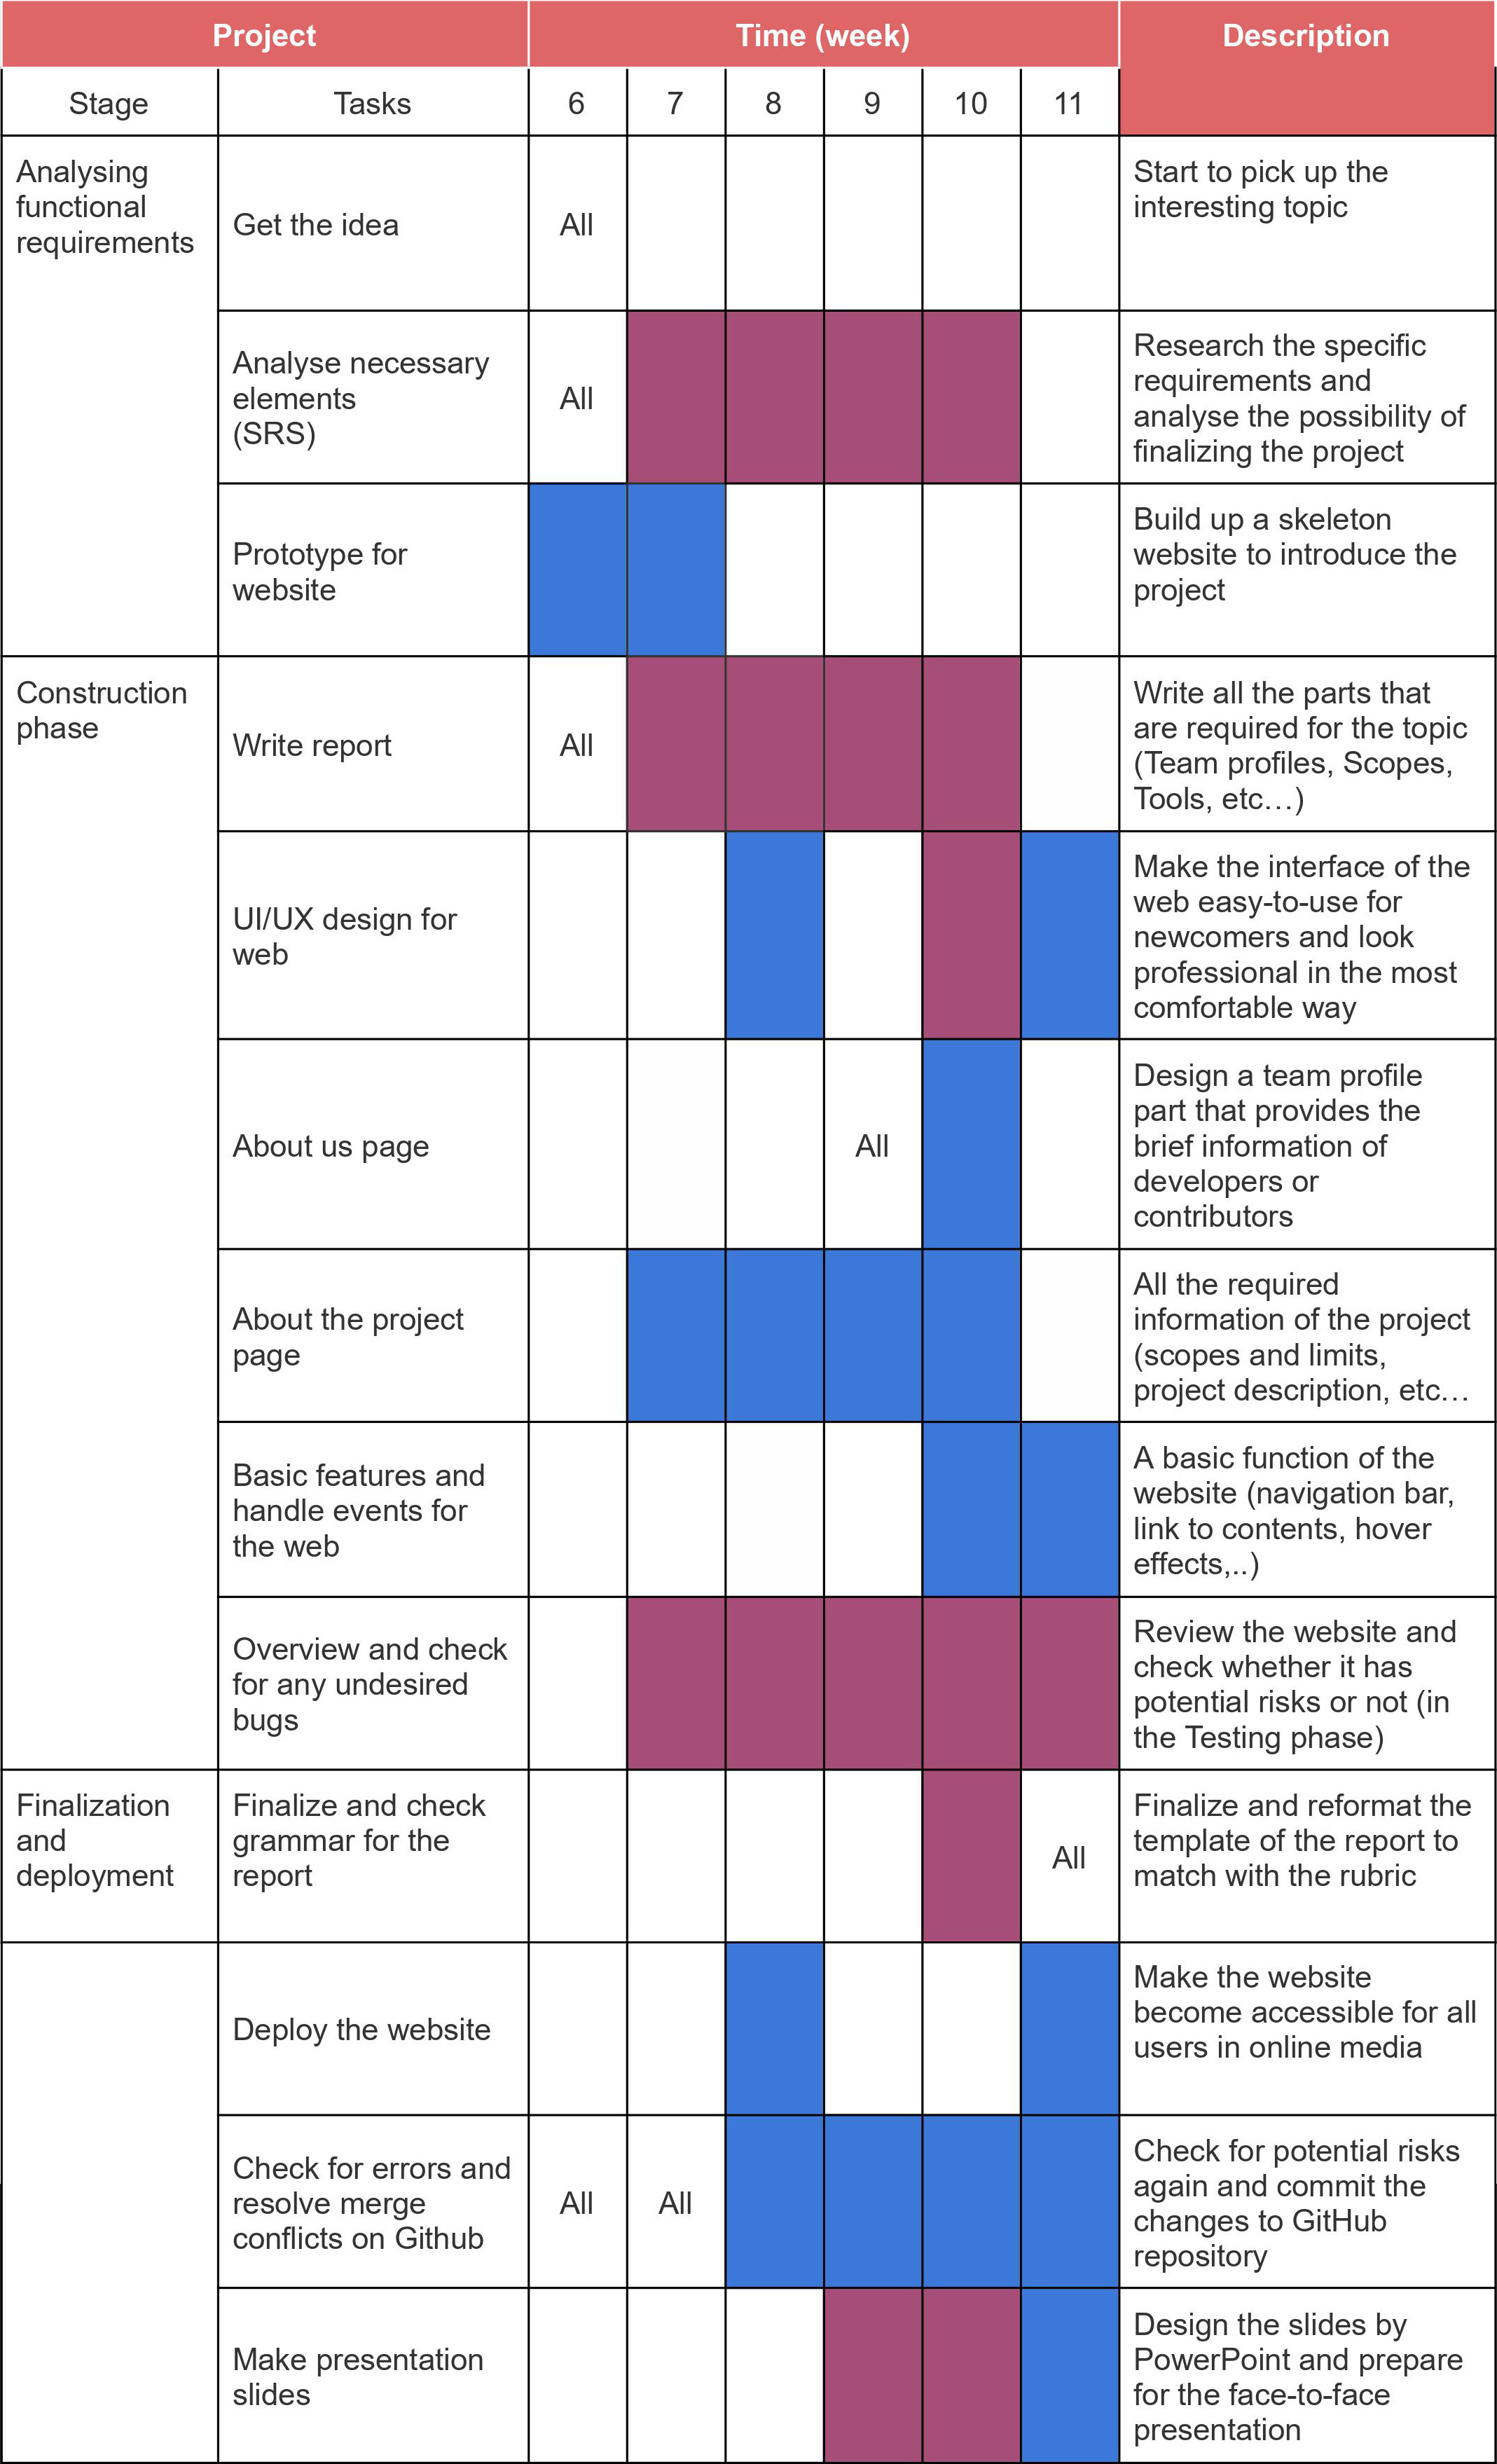 Project Time (week) Description
Stage Tasks 6 7 8 9 10 11
Analysing
functional
requirements
Get the idea
All
Start to pick up the
interesting topic
Analyse necessary
elements
(SRS)
All
Research the specific
requirements and
analyse the possibility of
finalizing the project
Prototype for
website
Build up a skeleton
website to introduce the
project
Construction
phase
Write report
All
Write all the parts that
are required for the topic
(Team profiles, Scopes,
Tools, etc…)
UI/UX design for
web
Make the interface of the
web easy-to-use for
newcomers and look
professional in the most
comfortable way
About us page
All
Design a team profile
part that provides the
brief information of
developers or
contributors
About the project
page
All the required
information of the project
(scopes and limits,
project description, etc…
Basic features and
handle events for
the web
A basic function of the
website (navigation bar,
link to contents, hover
effects,..)
Overview and check
for any undesired
bugs
Review the website and
check whether it has
potential risks or not (in
the Testing phase)
Finalization
and
deployment
Finalize and check
grammar for the
report
All
Finalize and reformat the
template of the report to
match with the rubric
Deploy the website
Make the website
become accessible for all
users in online media
Check for errors and
resolve merge
conflicts on Github
All All
Check for potential risks
again and commit the
changes to GitHub
repository
Make presentation
slides
Design the slides by
PowerPoint and prepare
for the face-to-face
presentation